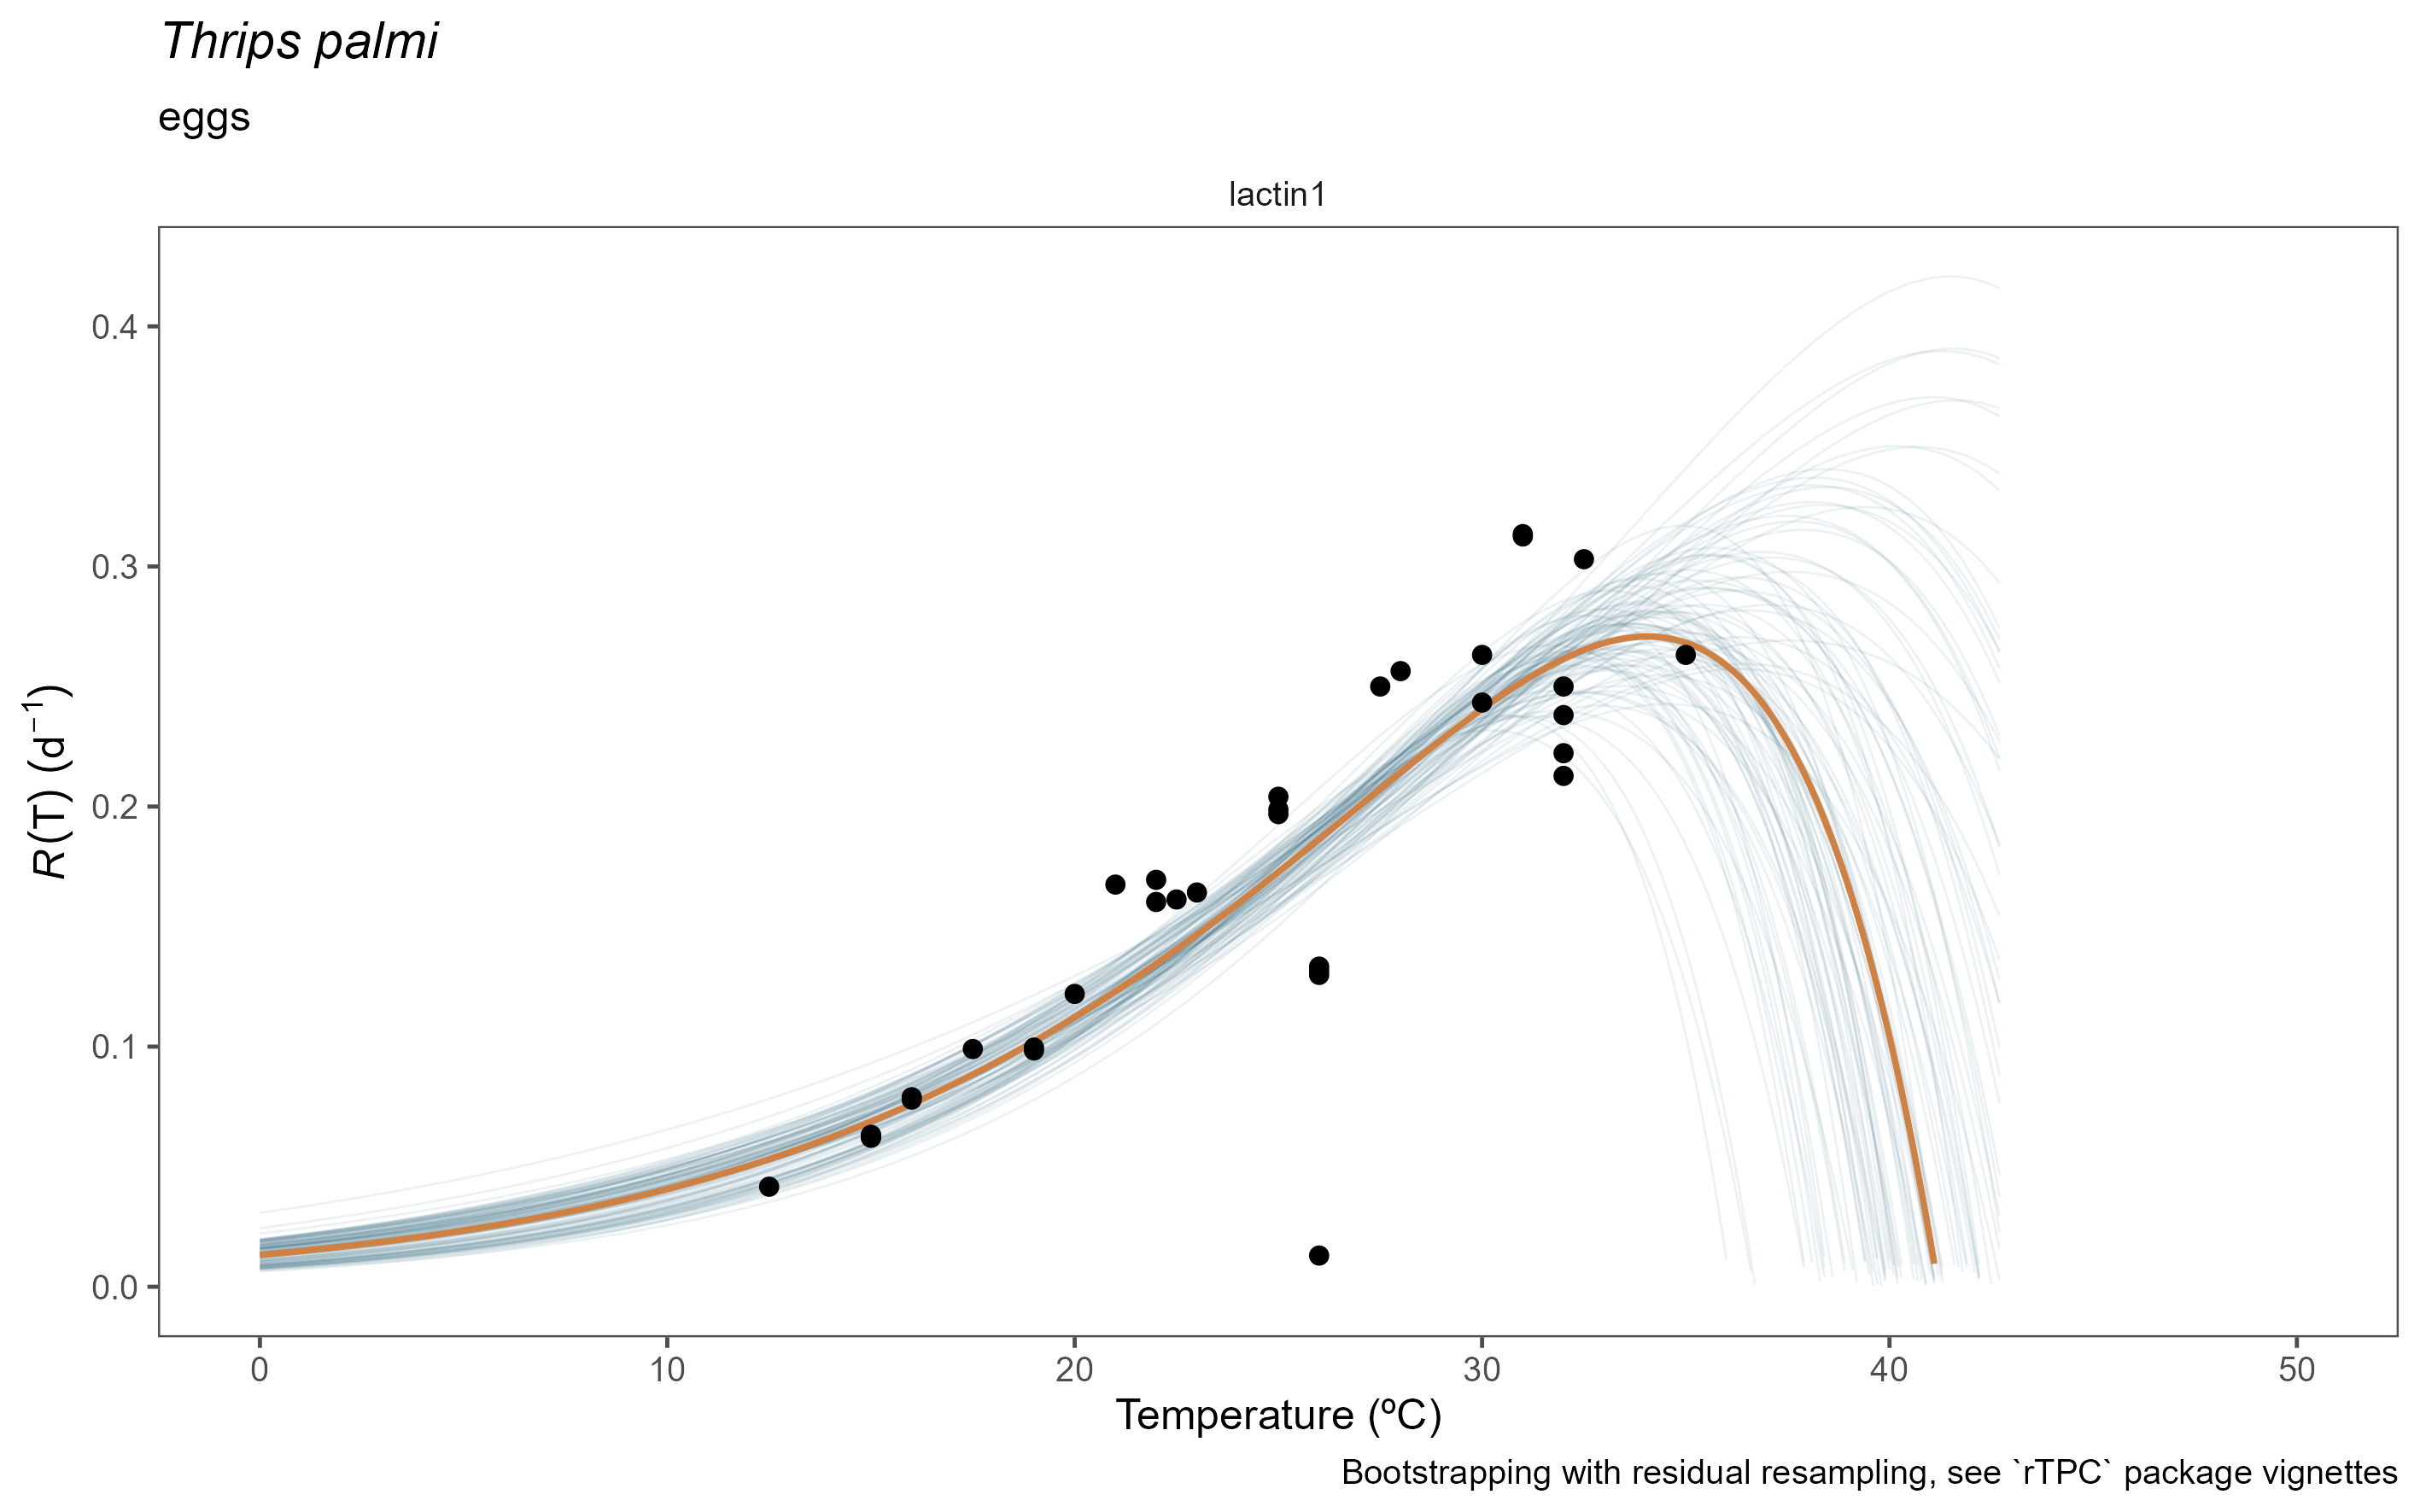 Thrips palmi
eggs
lactin1
0.4
0.3
0.2
0.1
0.0
R(T) (d⁻¹)
0 10 20 30 40 50
Temperature (ºC)
Bootstrapping with residual resampling, see `rTPC` package vignettes